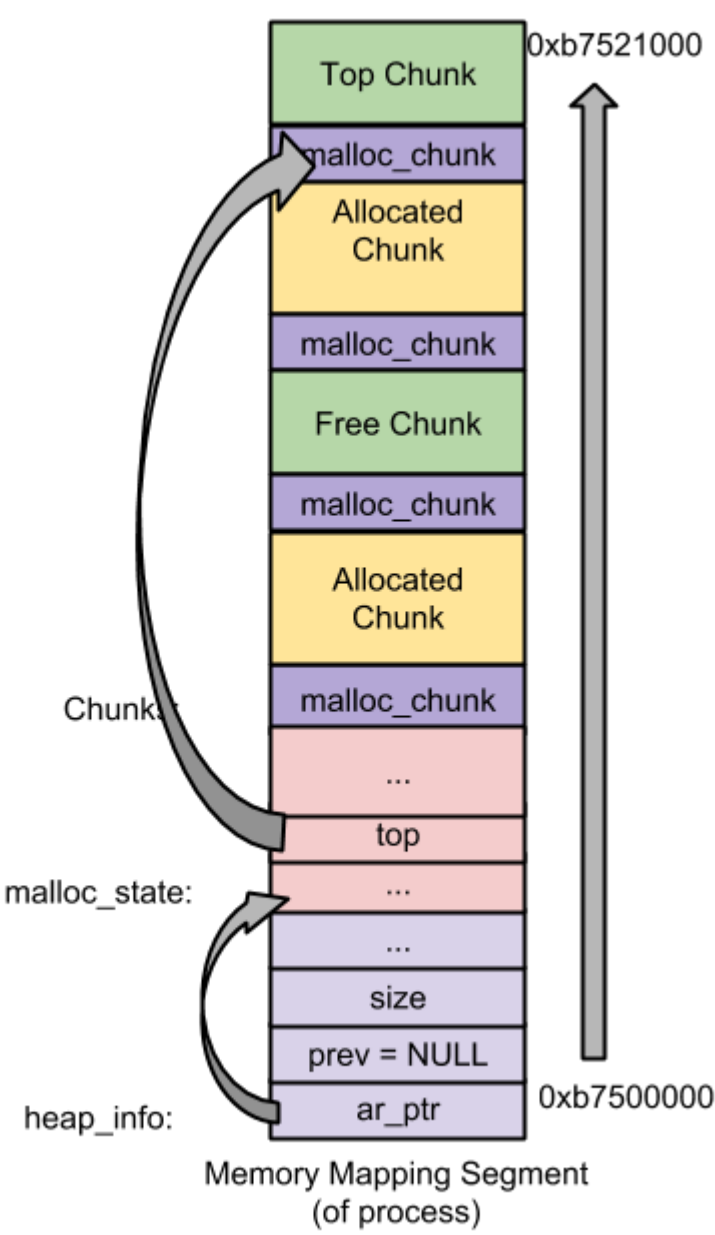 0xb7521000
Top Chunk
malloc_chunk
Allocated
Chunk
malloc_chunk
Free Chunk
malloc_chunk
Allocated
Chunk
malloc_chunk
Chunks:
...
top
malloc_state:
...
...
size
prev = NULL
0xb7500000
heap_info:
ar_ptr
Memory Mapping Segment
(of process)